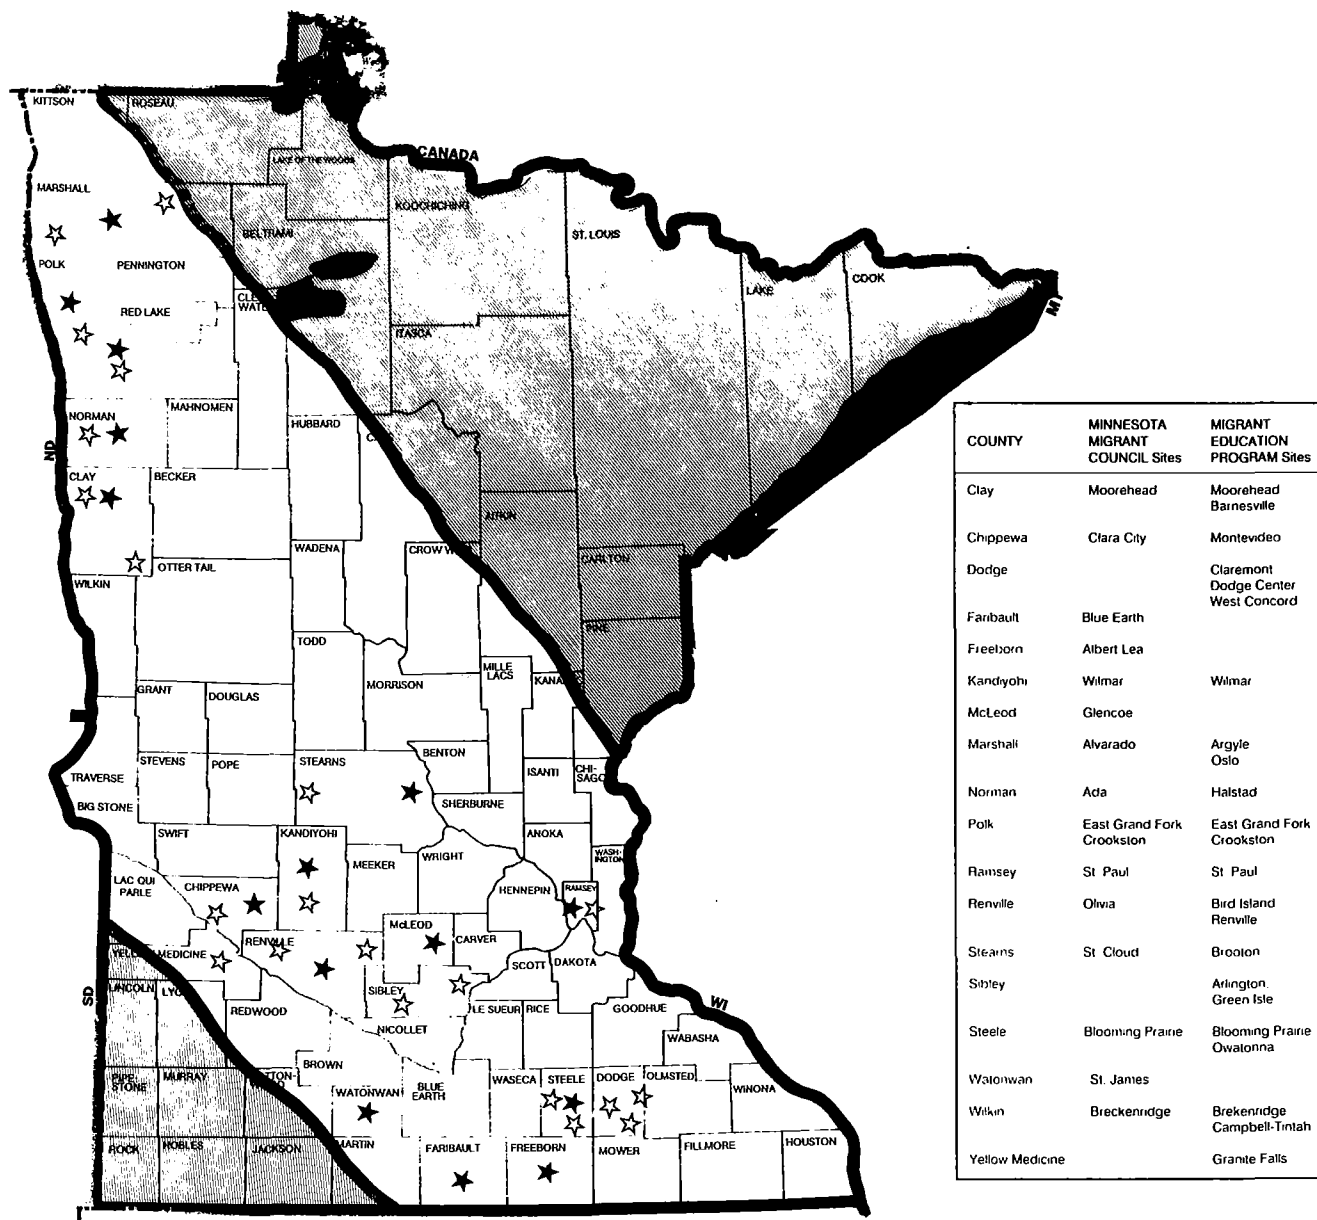 KITTSON
ROSEAU
LAKE OF THE WOODS
CANADA
MARSHALL
KOOCHICHING
BELTRAMI
ST. LOUIS
POLK
PENNINGTON
COOK
LAKE
CLE
WATE
RED LAKE
MI
ITASCA
MAHNOMEN
NORMAN
HUBBARD
ND
CLAY
BECKER
AITKIN
WADENA
CROW W
CARLTON
OTTER TAIL
WILKIN
PINE
TODD
MILLE
LACS
KANA
MORRISON
GRANT
DOUGLAS
BENTON
STEVENS
POPE
STEARNS
ISANTI
CHI-
SAGO
TRAVERSE
BIG STONE
SHERBURNE
SWIFT
KANDIYOHI
ANOKA
WASH-
INGTON
MEEKER
WRIGHT
LAC QUI
PARLE
CHIPPEWA
HENNEPIN
RAMSEY
McLEOD
CARVER
RENVILLE
YELLOW MEDICINE
SCOTT
DAKOTA
SD
LINCOLN
LYO
SIBLEY
WI
REDWOOD
NICOLLET
LE SUEUR
RICE
GOODHUE
WABASHA
BROWN
PIPE-
STONE
MURRAY
COTTON-
WOOD
WATONWAN
BLUE
EARTH
WASECA
STEELE
DODGE
OLMSTED
WINONA
ROCK
NOBLES
JACKSON
MARTIN
FARIBAULT
FREEBORN
MOWER
FILLMORE
HOUSTON
COUNTY MINNESOTA MIGRANT COUNCIL Sites MIGRANT EDUCATION PROGRAM Sites
Clay Moorehead Moorehead
Barnesville
Chippewa Clara City Montevideo
Dodge Claremont
Dodge Center
West Concord
Faribault Blue Earth
Freeborn Albert Lea
Kandiyohi Wilmar Wilmar
McLeod Glencoe
Marshall Alvarado Argyle
Oslo
Norman Ada Halstad
Polk East Grand Fork East Grand Fork
Crookston Crookston
Ramsey St Paul St Paul
Renville Olivia Bird Island
Renville
Stearns St Cloud Brooton
Sibley Arlington
Green Isle
Steele Blooming Prairie Blooming Prairie
Owatonna
Watonwan St. James
Wilkin Breckenridge Brekenridge
Campbell-Tintah
Yellow Medicine Granite Falls